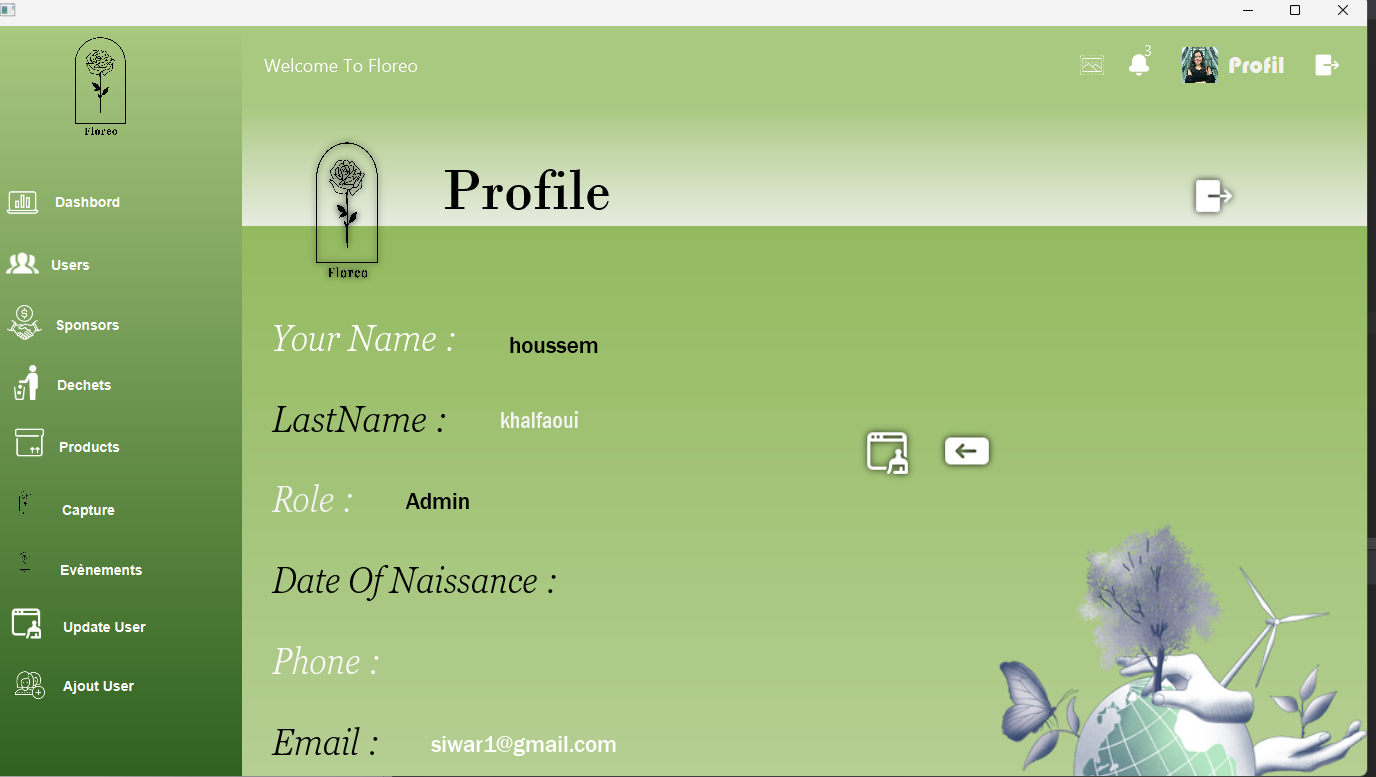 Floreo
Welcome To Floreo
3
Profil
Floreo
Profile
Dashbord
Users
Sponsors
Dechets
Products
Capture
Evènements
Update User
Ajout User
Your Name : houssem
LastName : khalfaoui
Role : Admin
Date Of Naissance :
Phone :
Email : siwar1@gmail.com